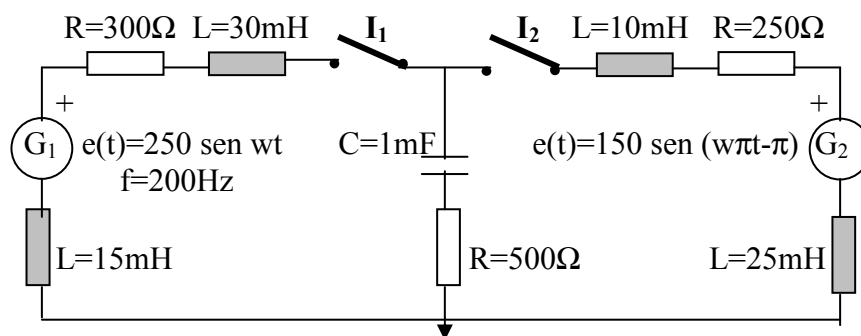 R=300Ω L=30mH I₁ I₂ L=10mH R=250Ω
+ +
G₁ e(t)=250 sen wt C=1mF e(t)=150 sen (wπt-π) G₂
f=200Hz
L=15mH R=500Ω L=25mH